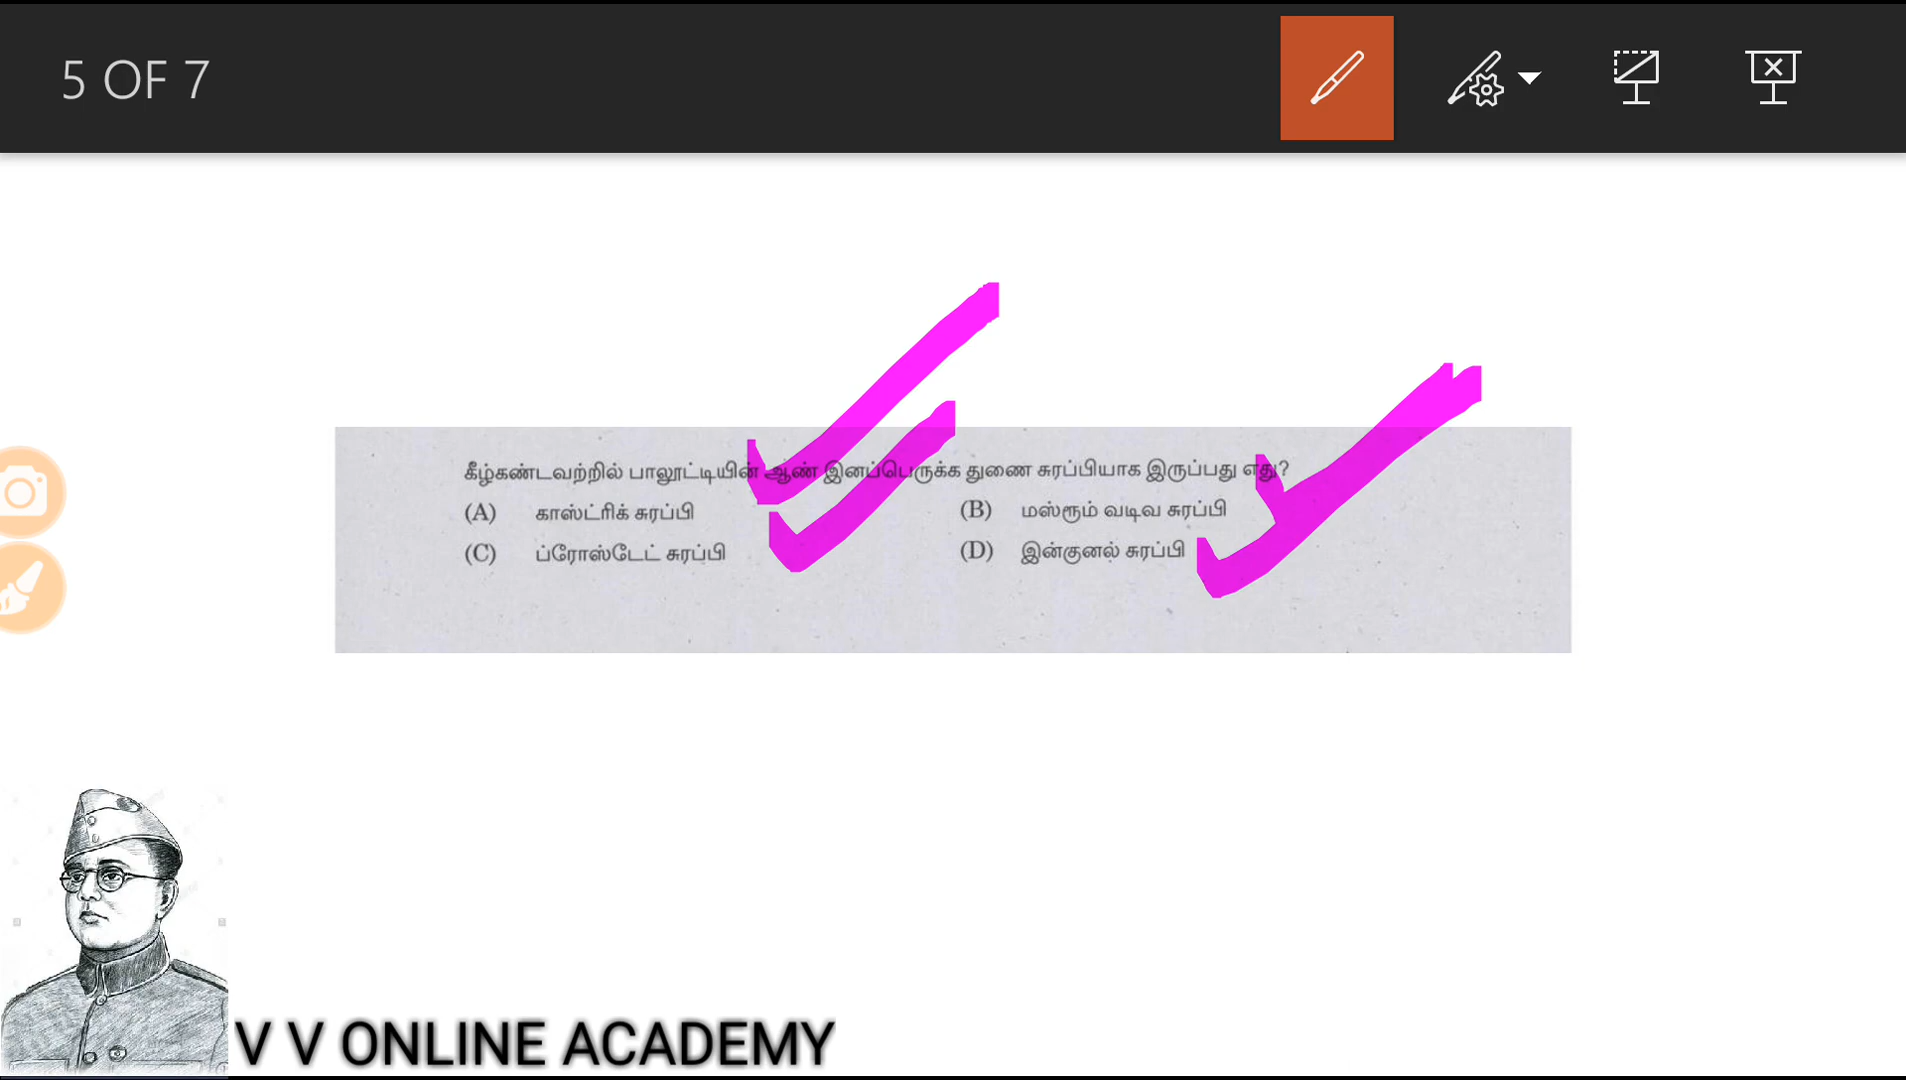 5 OF 7
கீழ்கண்டவற்றில் பாலூட்டியின் ஆண் இனப்பெருக்க துணை சுரப்பியாக இருப்பது எது?
(A) காஸ்ட்ரிக் சுரப்பி (B) மஸ்ரூம் வடிவ சுரப்பி
(C) ப்ரோஸ்டேட் சுரப்பி (D) இன்குனல் சுரப்பி
V V ONLINE ACADEMY